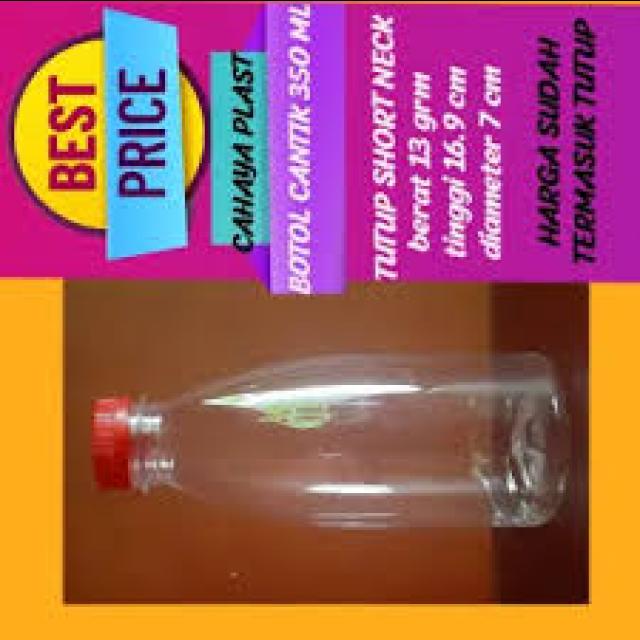 BEST
PRICE
CAHAYA PLAST
BOTOL CANTIK 350 ML
TUTUP SHORT NECK
berat 13 grm
tinggi 16.9 cm
diameter 7 cm
HARGA SUDAH
TERMASUK TUTUP